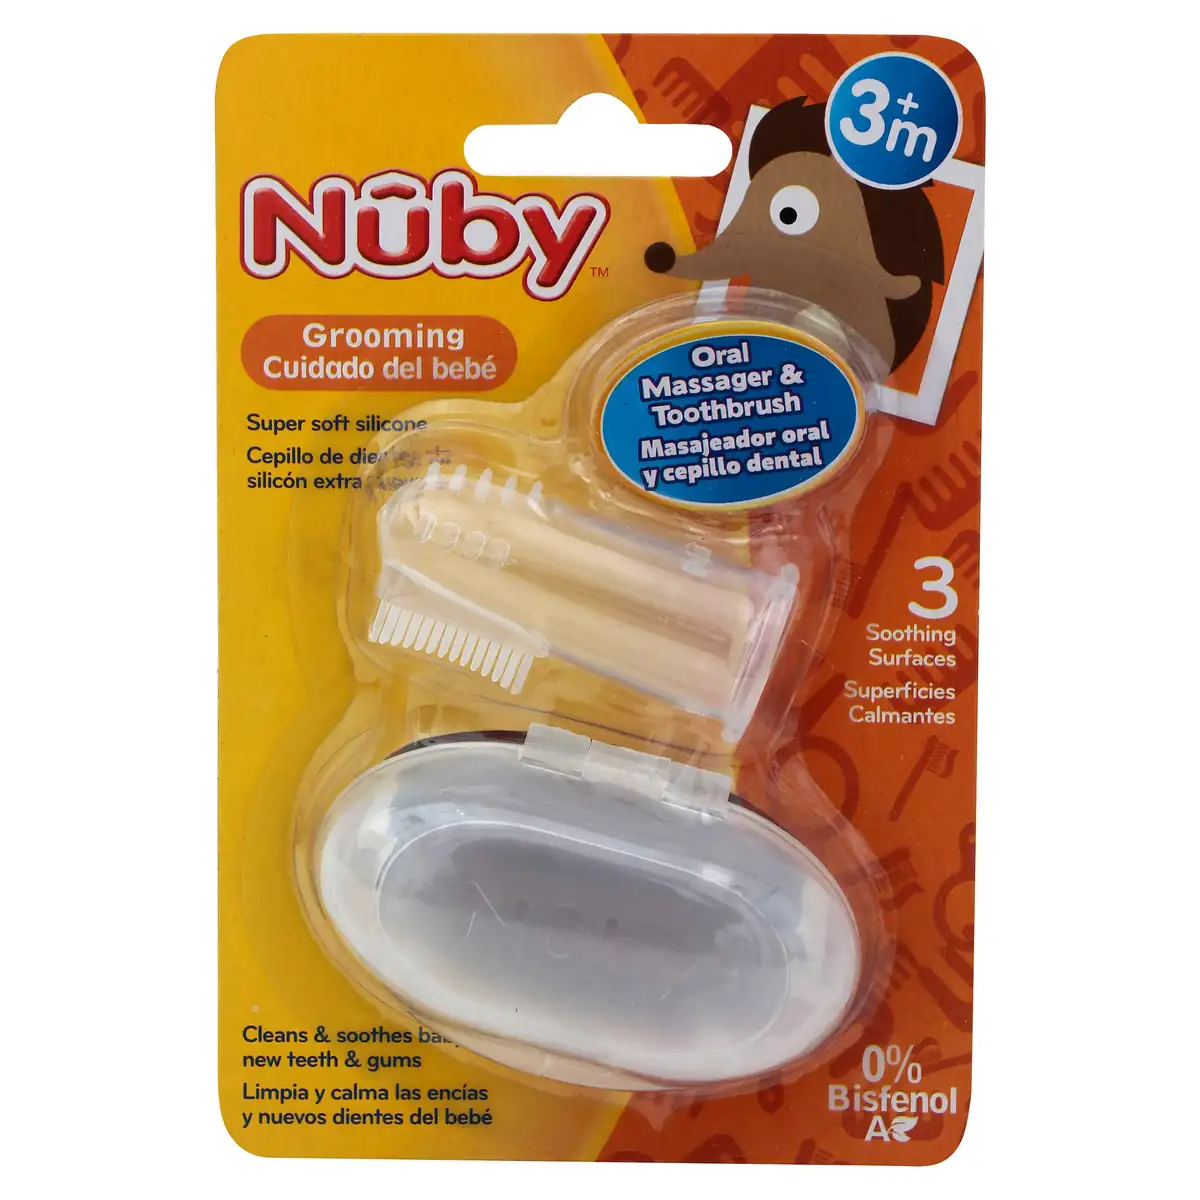 Nûby™
3+m
Grooming
Cuidado del bebé
Oral
Massager &
Toothbrush
Masajeador oral
y cepillo dental
Super soft silicone
Cepillo de
silicón extra
3
Soothing
Surfaces
Superficies
Calmantes
Nûby
Cleans & soothes
new teeth & gums
Limpia y calma las encías
y nuevos dientes del bebé
0%
Bisfenol
A